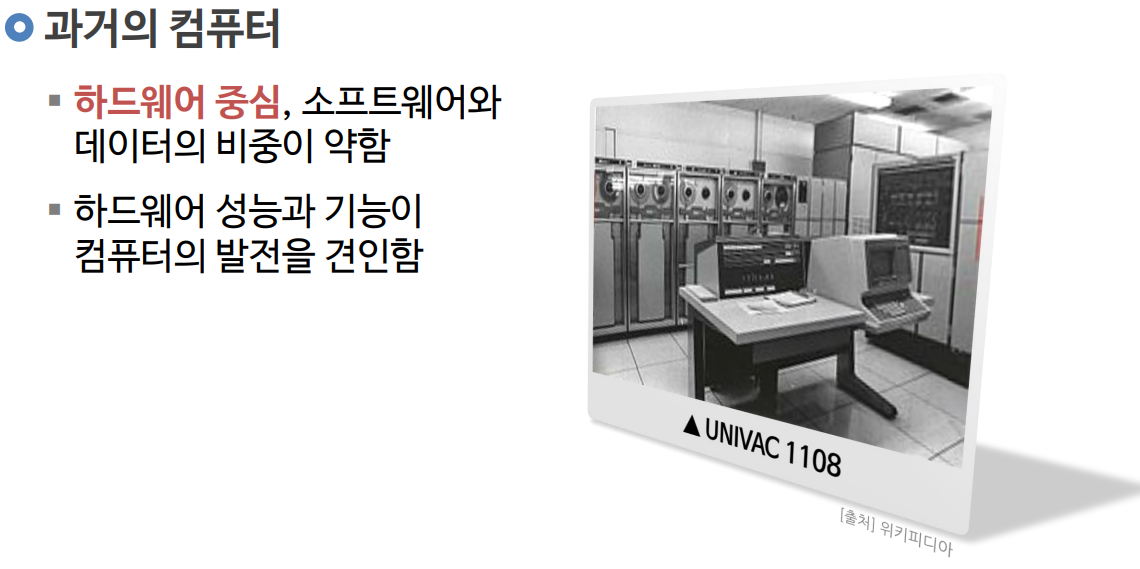 과거의 컴퓨터
▪ 하드웨어 중심, 소프트웨어와
데이터의 비중이 약함
▪ 하드웨어 성능과 기능이
컴퓨터의 발전을 견인함
▲ UNIVAC 1108
[출처] 위키피디아